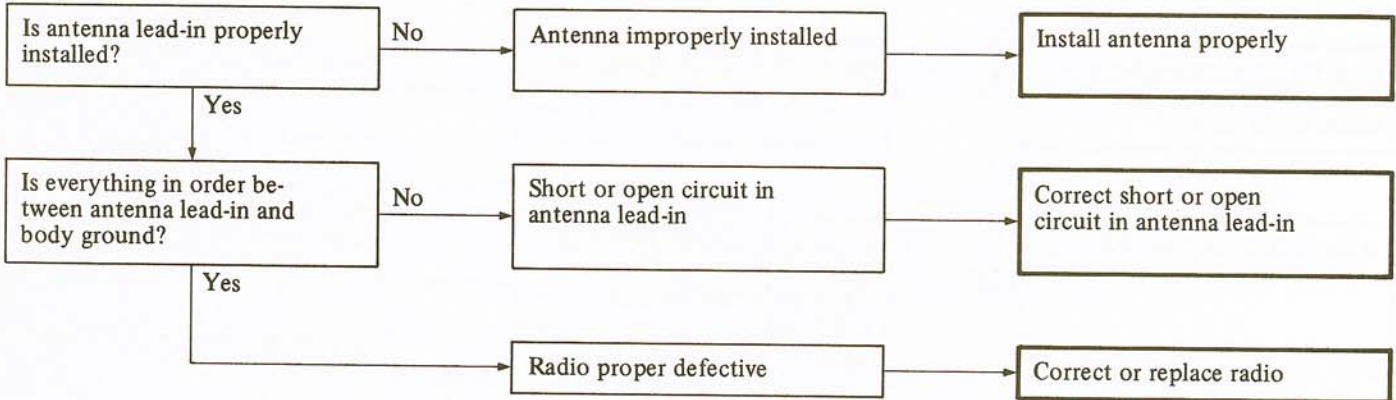 Is antenna lead-in properly
installed?
No
Antenna improperly installed
Install antenna properly
Yes
Is everything in order be-
tween antenna lead-in and
body ground?
No
Short or open circuit in
antenna lead-in
Correct short or open
circuit in antenna lead-in
Yes
Radio proper defective
Correct or replace radio